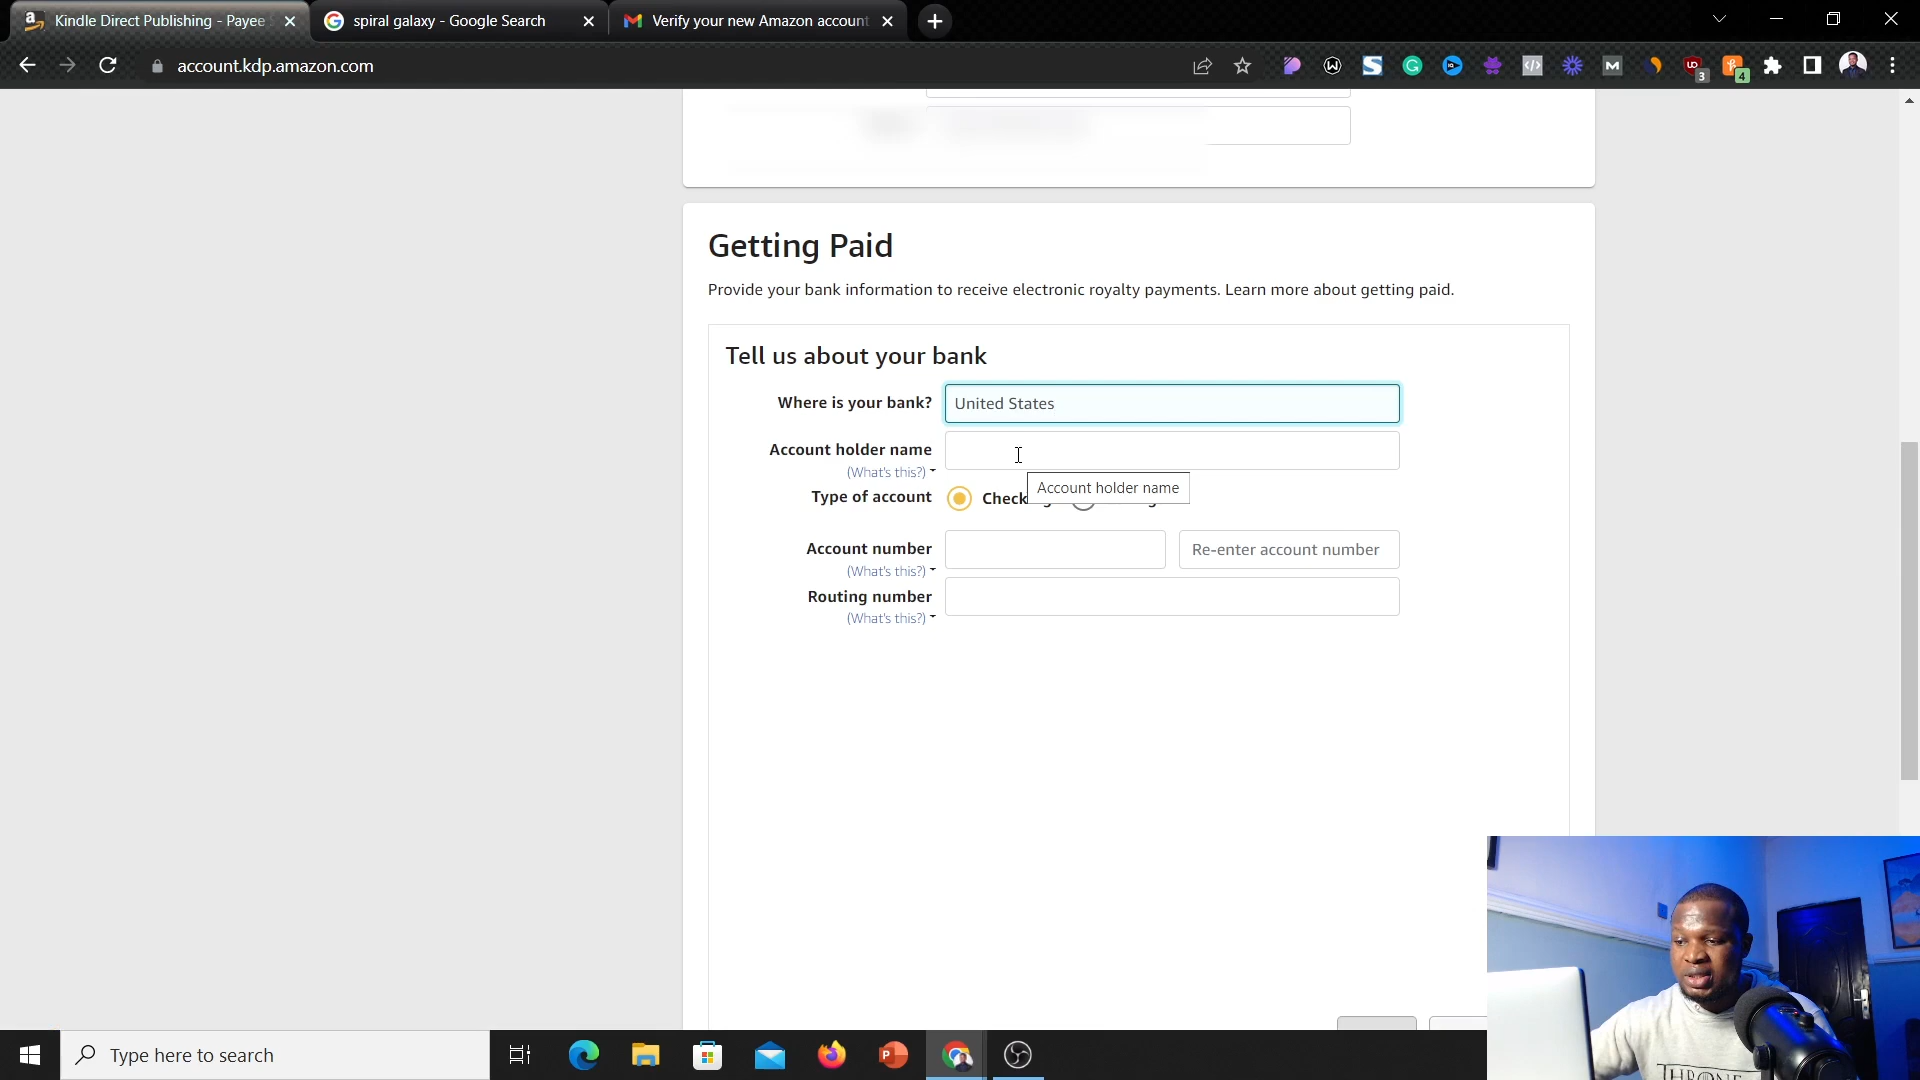 Kindle Direct Publishing - Payee
spiral galaxy - Google Search
Verify your new Amazon account
account.kdp.amazon.com
3
4
Getting Paid
Provide your bank information to receive electronic royalty payments. Learn more about getting paid.
Tell us about your bank
Where is your bank?
United States
Account holder name
(What's this?)
Account holder name
Type of account
Check
Account number
Re-enter account number
(What's this?)
Routing number
(What's this?)
Type here to search
THRONE